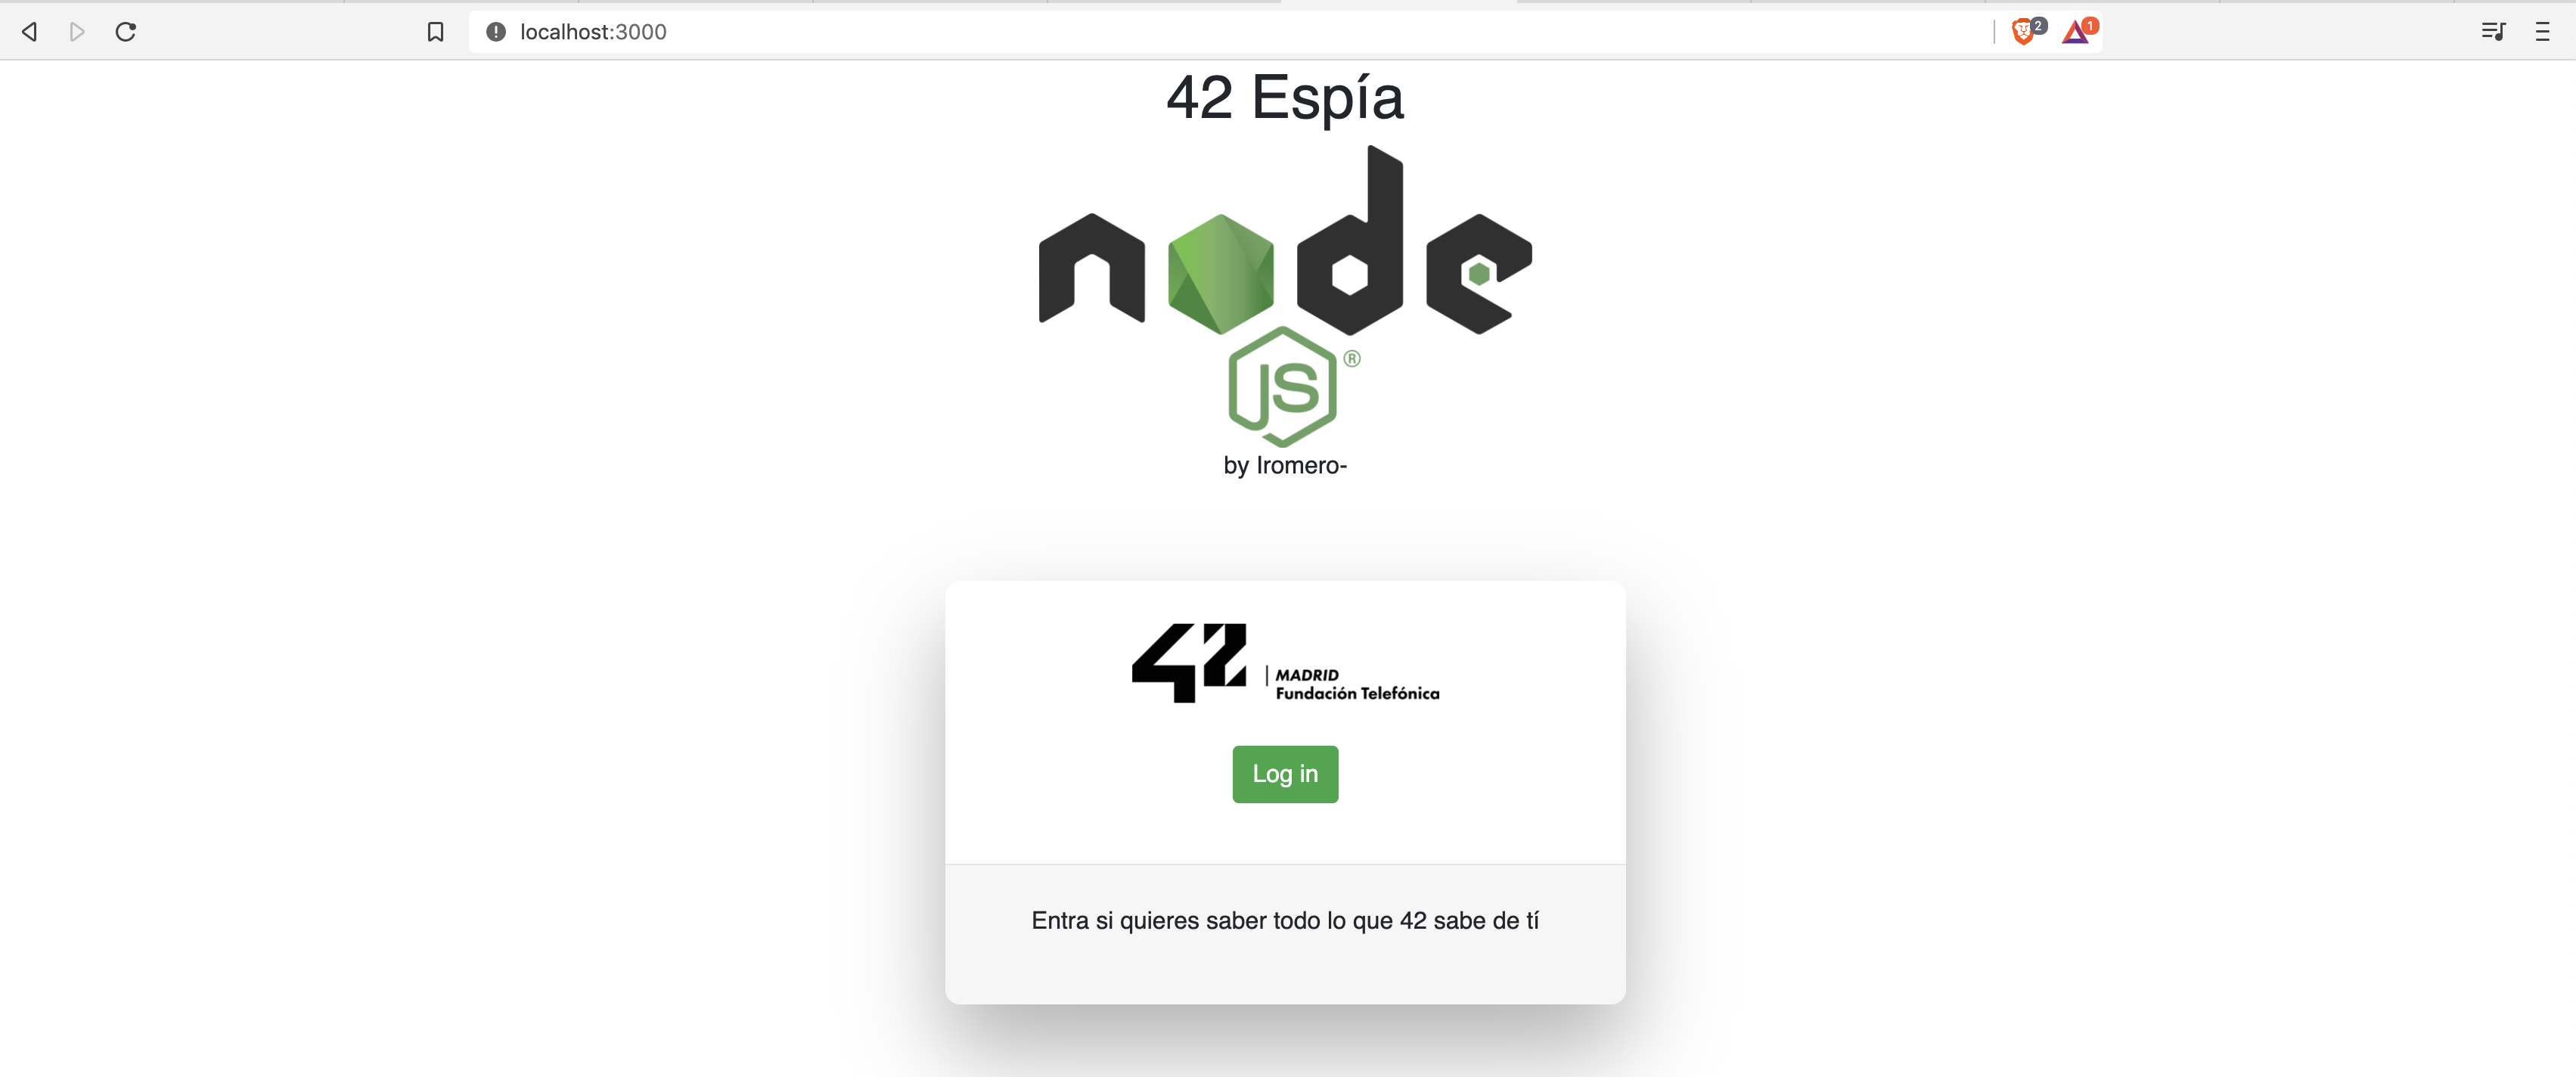 localhost:3000
2
1
42 Espía
node
JS ®
by Iromero-
42
MADRID
Fundación Telefónica
Log in
Entra si quieres saber todo lo que 42 sabe de tí